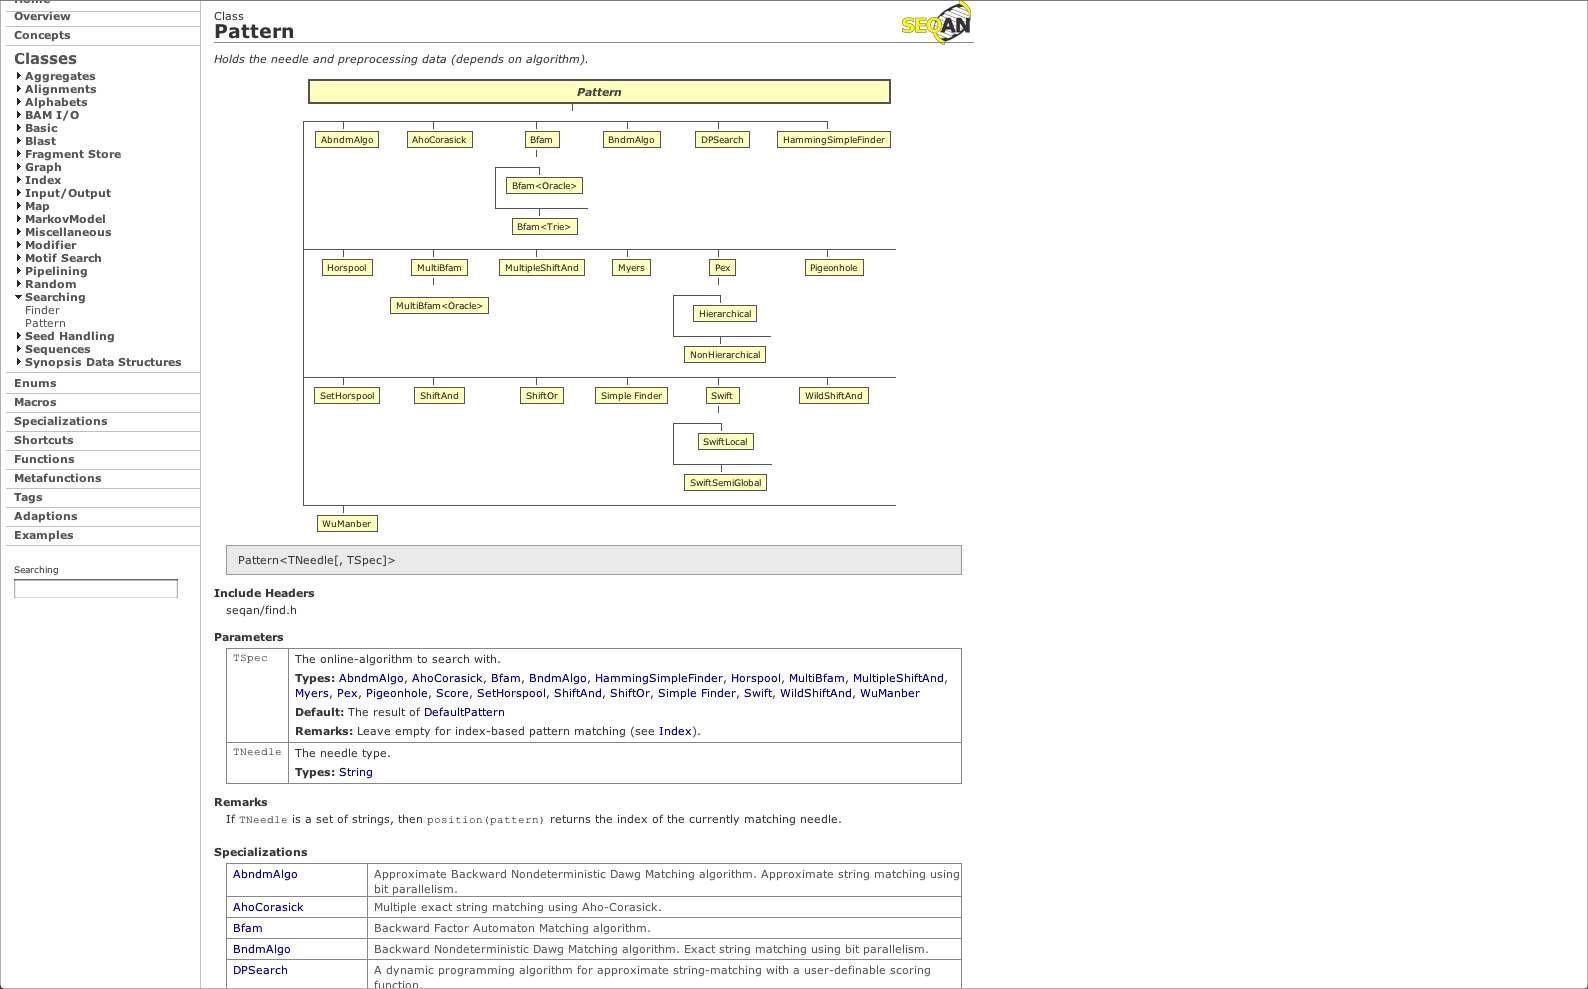 Home
Overview
Concepts
Classes
Aggregates
Alignments
Alphabets
BAM I/O
Basic
Blast
Fragment Store
Graph
Index
Input/Output
Map
MarkovModel
Miscellaneous
Modifier
Motif Search
Pipelining
Random
Searching
Finder
Pattern
Seed Handling
Sequences
Synopsis Data Structures
Enums
Macros
Specializations
Shortcuts
Functions
Metafunctions
Tags
Adaptions
Examples
Searching
Class
Pattern
SEQAN
Holds the needle and preprocessing data (depends on algorithm).
Pattern
AbndmAlgo AhoCorasick Bfam BndmAlgo DPSearch HammingSimpleFinder
Bfam<Oracle>
Bfam<Trie>
Horspool MultiBfam MultipleShiftAnd Myers Pex Pigeonhole
MultiBfam<Oracle> Hierarchical
NonHierarchical
SetHorspool ShiftAnd ShiftOr Simple Finder Swift WildShiftAnd
SwiftLocal
SwiftSemiGlobal
WuManber
Pattern<TNeedle[, TSpec]>
Include Headers
seqan/find.h
Parameters
TSpec The online-algorithm to search with.
Types: AbndmAlgo, AhoCorasick, Bfam, BndmAlgo, HammingSimpleFinder, Horspool, MultiBfam, MultipleShiftAnd,
Myers, Pex, Pigeonhole, Score, SetHorspool, ShiftAnd, ShiftOr, Simple Finder, Swift, WildShiftAnd, WuManber
Default: The result of DefaultPattern
Remarks: Leave empty for index-based pattern matching (see Index).
TNeedle The needle type.
Types: String
Remarks
If TNeedle is a set of strings, then position(pattern) returns the index of the currently matching needle.
Specializations
AbndmAlgo Approximate Backward Nondeterministic Dawg Matching algorithm. Approximate string matching using
bit parallelism.
AhoCorasick Multiple exact string matching using Aho-Corasick.
Bfam Backward Factor Automaton Matching algorithm.
BndmAlgo Backward Nondeterministic Dawg Matching algorithm. Exact string matching using bit parallelism.
DPSearch A dynamic programming algorithm for approximate string-matching with a user-definable scoring
function.